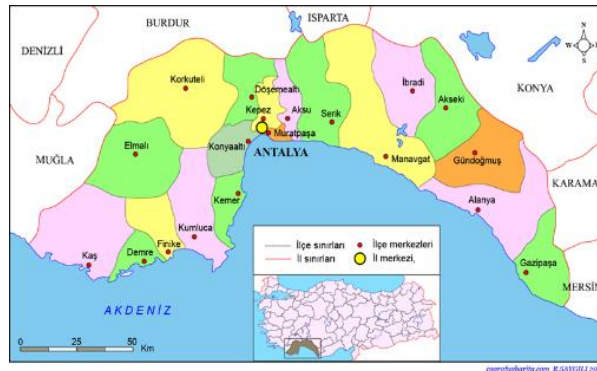 BURDUR
ISPARTA
DENİZLİ
KONYA
Korkuteli
Döşemealtı
İbradi
Akseki
Kepez
Aksu
Serik
Muratpaşa
Elmalı
Konyaaltı
ANTALYA
Manavgat
Gündoğmuş
MUĞLA
KARAMAN
Kemer
Alanya
Kumluca
Finike
Kaş
Demre
Gazipaşa
MERSİN
İlçe sınırları
İlçe merkezleri
İl sınırları
İl merkezi,
AKDENİZ
0 25 50
Km
N
W E
S